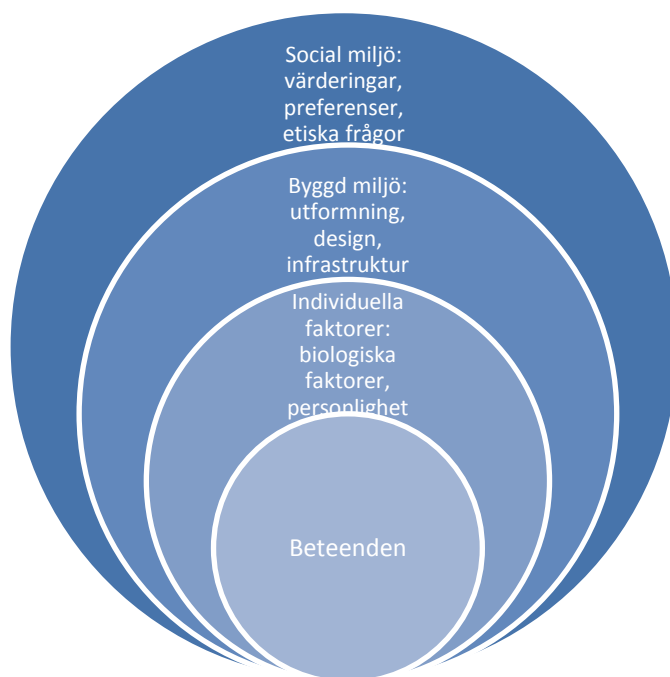 Social miljö:
värderingar,
preferenser,
etiska frågor
Byggd miljö:
utformning,
design,
infrastruktur
Individuella
faktorer:
biologiska
faktorer,
personlighet
Beteenden